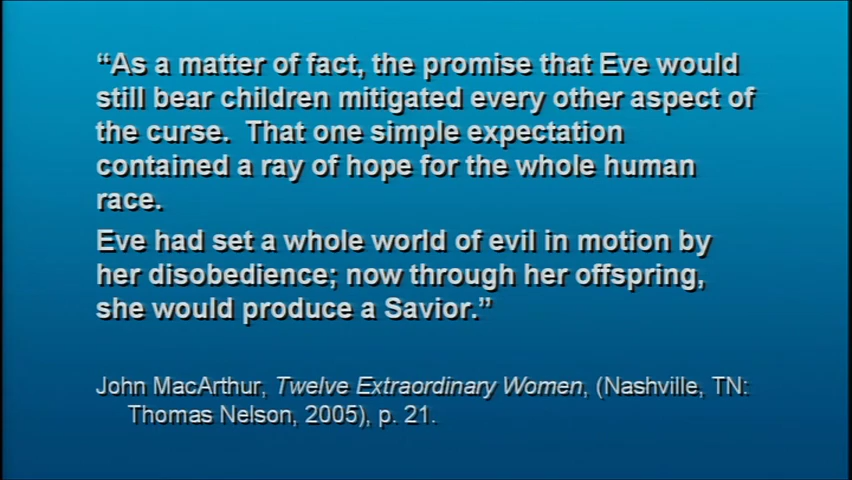 “As a matter of fact, the promise that Eve would
still bear children mitigated every other aspect of
the curse.  That one simple expectation
contained a ray of hope for the whole human
race.
Eve had set a whole world of evil in motion by
her disobedience; now through her offspring,
she would produce a Savior.”
John MacArthur, Twelve Extraordinary Women, (Nashville, TN:
Thomas Nelson, 2005), p. 21.